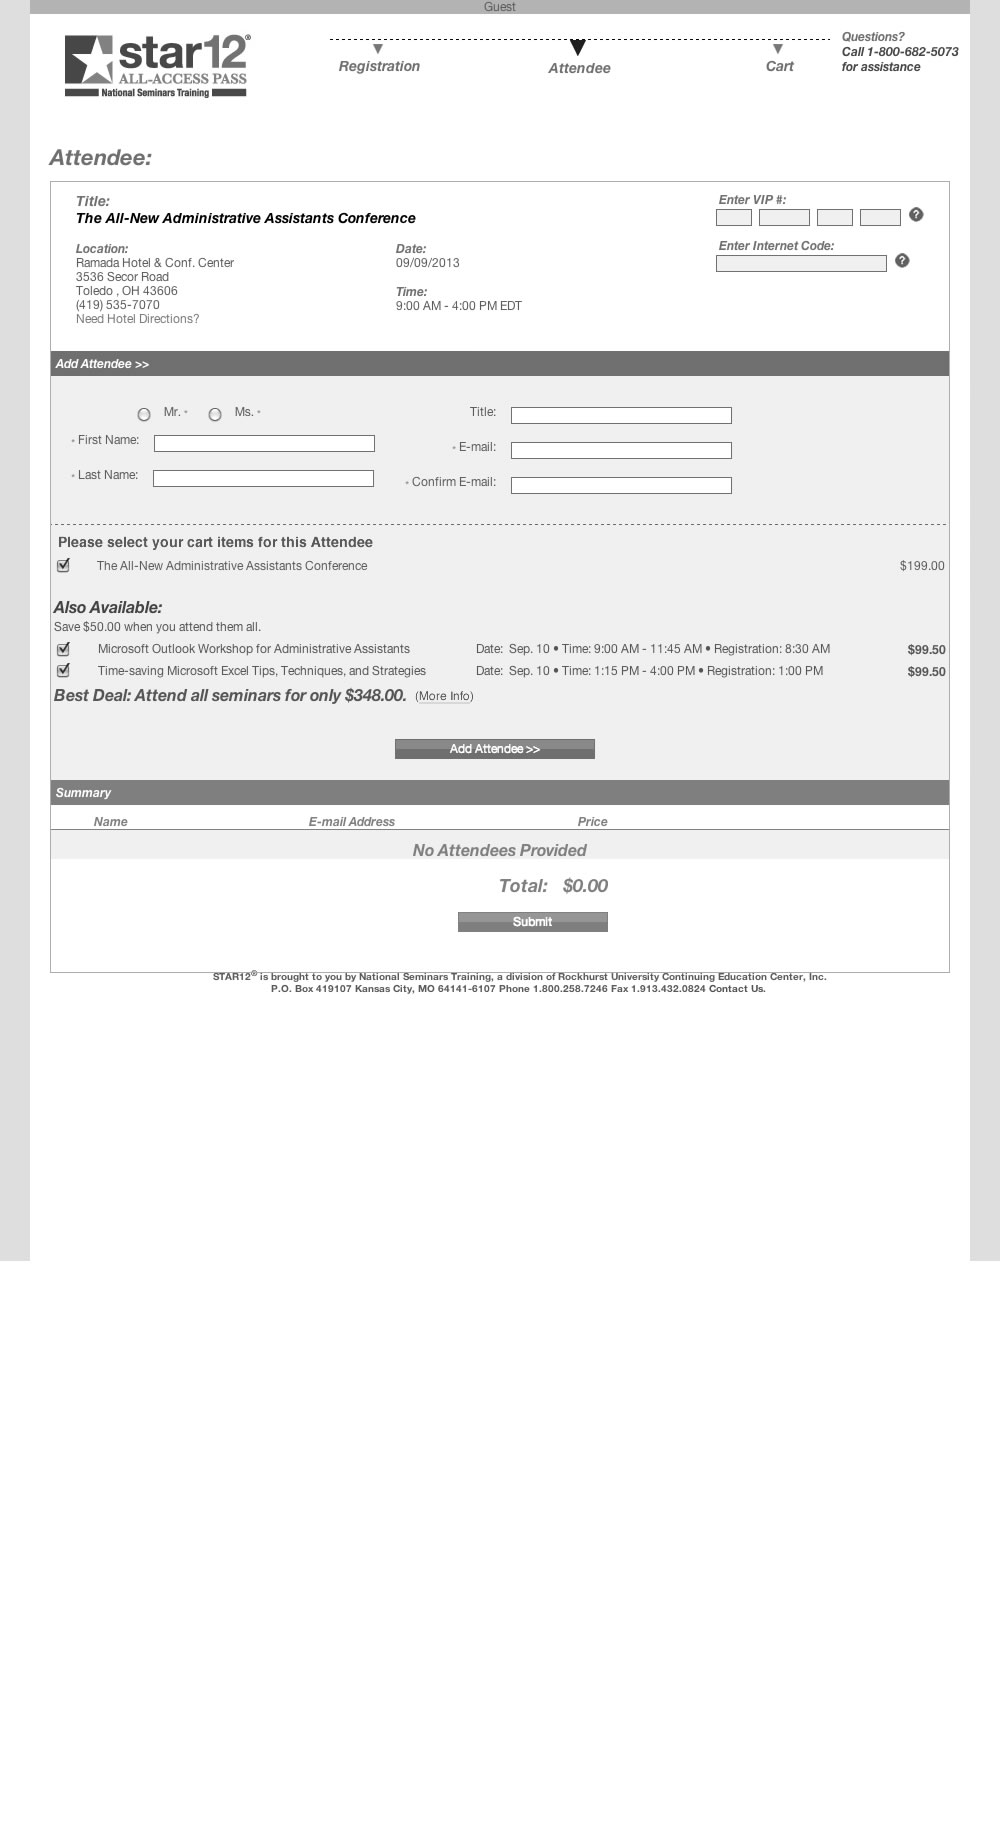 Guest
star12®
ALL-ACCESS PASS
National Seminars Training
Registration
Attendee
Cart
Questions?
Call 1-800-682-5073
for assistance
Attendee:
Title:
The All-New Administrative Assistants Conference
Enter VIP #:
?
Location:
Ramada Hotel & Conf. Center
3536 Secor Road
Toledo , OH 43606
(419) 535-7070
Need Hotel Directions?
Date:
09/09/2013
Time:
9:00 AM - 4:00 PM EDT
Enter Internet Code:
?
Add Attendee >>
Mr. * Ms. *
* First Name:
* Last Name:
Title:
* E-mail:
* Confirm E-mail:
Please select your cart items for this Attendee
The All-New Administrative Assistants Conference $199.00
Also Available:
Save $50.00 when you attend them all.
Microsoft Outlook Workshop for Administrative Assistants Date: Sep. 10 • Time: 9:00 AM - 11:45 AM • Registration: 8:30 AM $99.50
Time-saving Microsoft Excel Tips, Techniques, and Strategies Date: Sep. 10 • Time: 1:15 PM - 4:00 PM • Registration: 1:00 PM $99.50
Best Deal: Attend all seminars for only $348.00. (More Info)
Add Attendee >>
Summary
Name E-mail Address Price
No Attendees Provided
Total: $0.00
Submit
STAR12® is brought to you by National Seminars Training, a division of Rockhurst University Continuing Education Center, Inc.
P.O. Box 419107 Kansas City, MO 64141-6107 Phone 1.800.258.7246 Fax 1.913.432.0824 Contact Us.